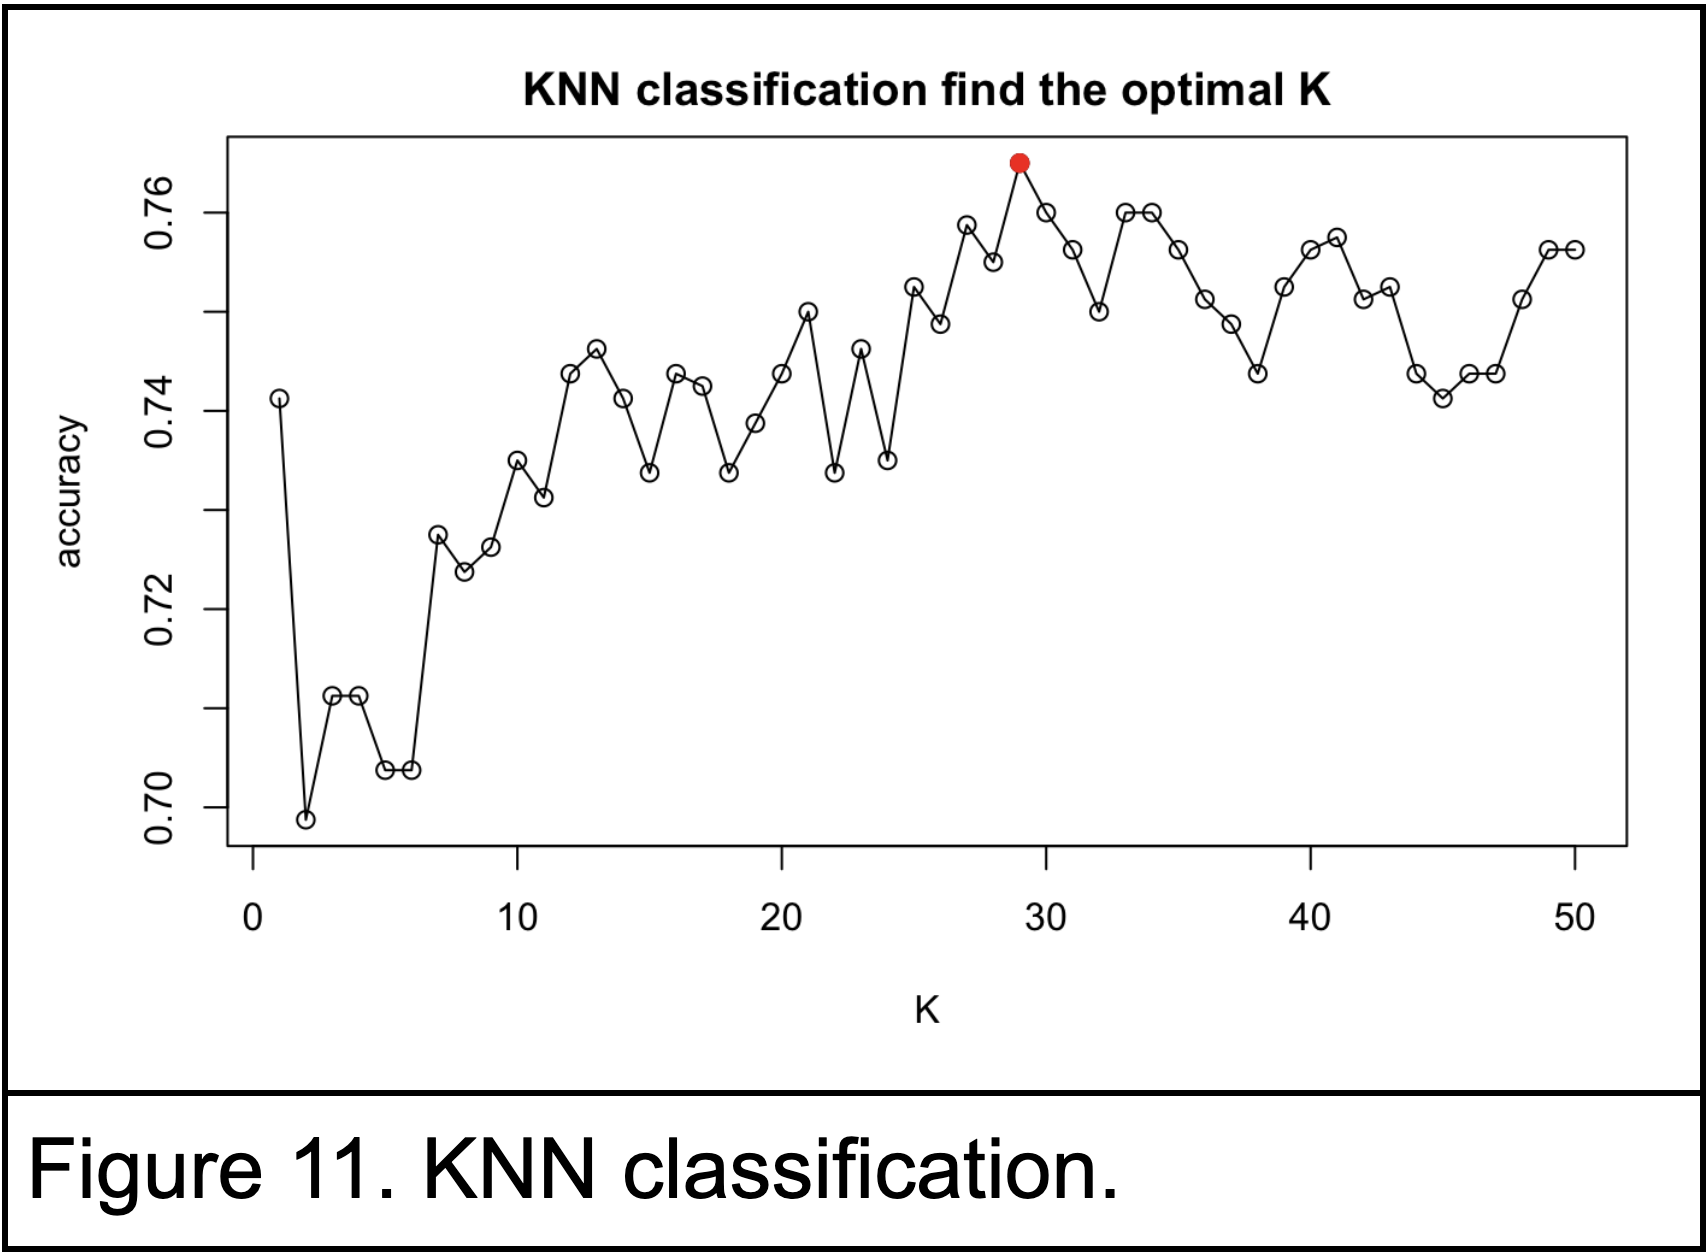 KNN classification find the optimal K
accuracy
0.76
0.74
0.72
0.70
0 10 20 30 40 50
K
Figure 11. KNN classification.